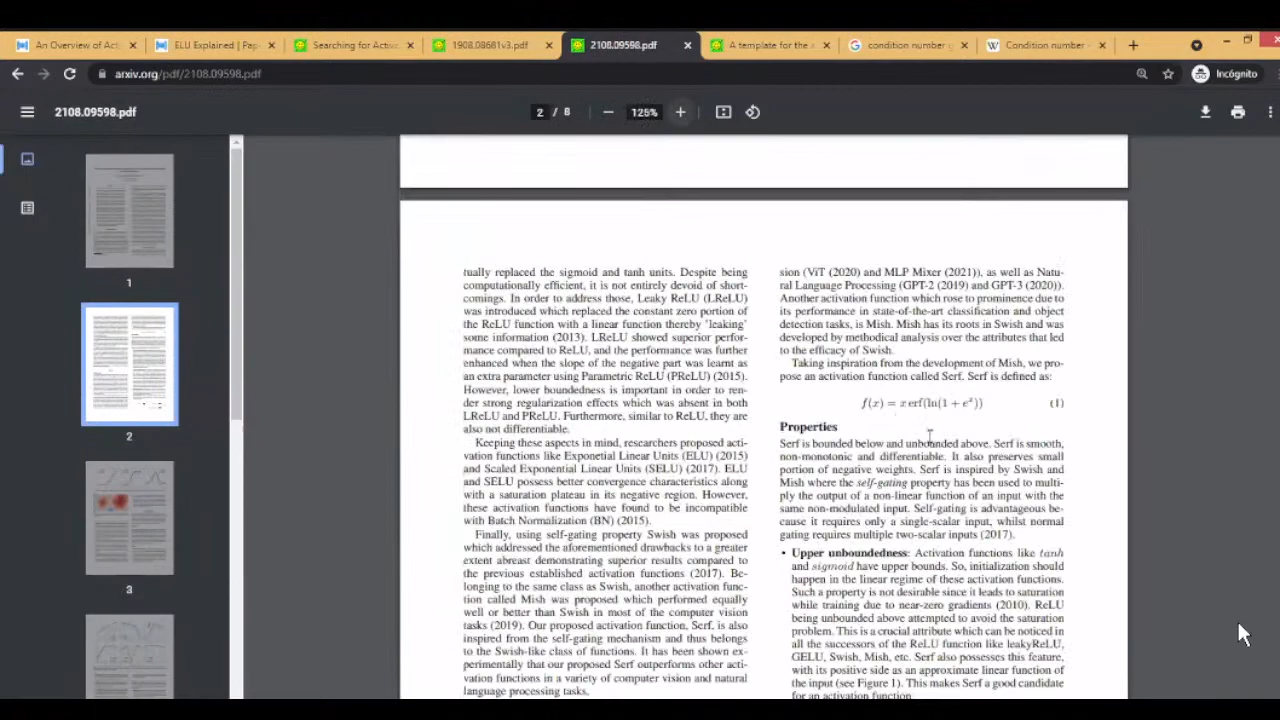 An Overview of Act
ELU Explained | Pap
Searching for Activa
1908.08681v3.pdf
2108.09598.pdf
A template for the a
condition number g
Condition number -
arxiv.org/pdf/2108.09598.pdf
Incógnito
2108.09598.pdf
2 / 8
125%
1
2
3
tually replaced the sigmoid and tanh units. Despite being
computationally efficient, it is not entirely devoid of short-
comings. In order to address those, Leaky ReLU (LReLU)
was introduced which replaced the constant zero portion of
the ReLU function with a linear function thereby 'leaking'
some information (2013). LReLU showed superior perfor-
mance compared to ReLU, and the performance was further
enhanced when the slope of the negative part was learnt as
an extra parameter using Parametric ReLU (PReLU) (2015).
However, lower boundedness is important in order to ren-
der strong regularization effects which was absent in both
LReLU and PReLU. Furthermore, similar to ReLU, they are
also not differentiable.
Keeping these aspects in mind, researchers proposed acti-
vation functions like Exponetial Linear Units (ELU) (2015)
and Scaled Exponential Linear Units (SELU) (2017). ELU
and SELU possess better convergence characteristics along
with a saturation plateau in its negative region. However,
these activation functions have found to be incompatible
with Batch Normalization (BN) (2015).
Finally, using self-gating property Swish was proposed
which addressed the aforementioned drawbacks to a greater
extent abreast demonstrating superior results compared to
the previous established activation functions (2017). Be-
longing to the same class as Swish, another activation func-
tion called Mish was proposed which performed equally
well or better than Swish in most of the computer vision
tasks (2019). Our proposed activation function, Serf, is also
inspired from the self-gating mechanism and thus belongs
to the Swish-like class of functions. It has been shown ex-
perimentally that our proposed Serf outperforms other acti-
vation functions in a variety of computer vision and natural
language processing tasks.
sion (ViT (2020) and MLP Mixer (2021)), as well as Natu-
ral Language Processing (GPT-2 (2019) and GPT-3 (2020)).
Another activation function which rose to prominence due to
its performance in state-of-the-art classification and object
detection tasks, is Mish. Mish has its roots in Swish and was
developed by methodical analysis over the attributes that led
to the efficacy of Swish.
Taking inspiration from the development of Mish, we pro-
pose an activation function called Serf. Serf is defined as:
f(x) = x erf(ln(1 + e^x)) (1)
Properties
Serf is bounded below and unbounded above. Serf is smooth,
non-monotonic and differentiable. It also preserves small
portion of negative weights. Serf is inspired by Swish and
Mish where the self-gating property has been used to multi-
ply the output of a non-linear function of an input with the
same non-modulated input. Self-gating is advantageous be-
cause it requires only a single-scalar input, whilst normal
gating requires multiple two-scalar inputs (2017).
• Upper unboundedness: Activation functions like tanh
and sigmoid have upper bounds. So, initialization should
happen in the linear regime of these activation functions.
Such a property is not desirable since it leads to saturation
while training due to near-zero gradients (2010). ReLU
being unbounded above attempted to avoid the saturation
problem. This is a crucial attribute which can be noticed in
all the successors of the ReLU function like leakyReLU,
GELU, Swish, Mish, etc. Serf also possesses this feature,
with its positive side as an approximate linear function of
the input (see Figure 1). This makes Serf a good candidate
for an activation function.